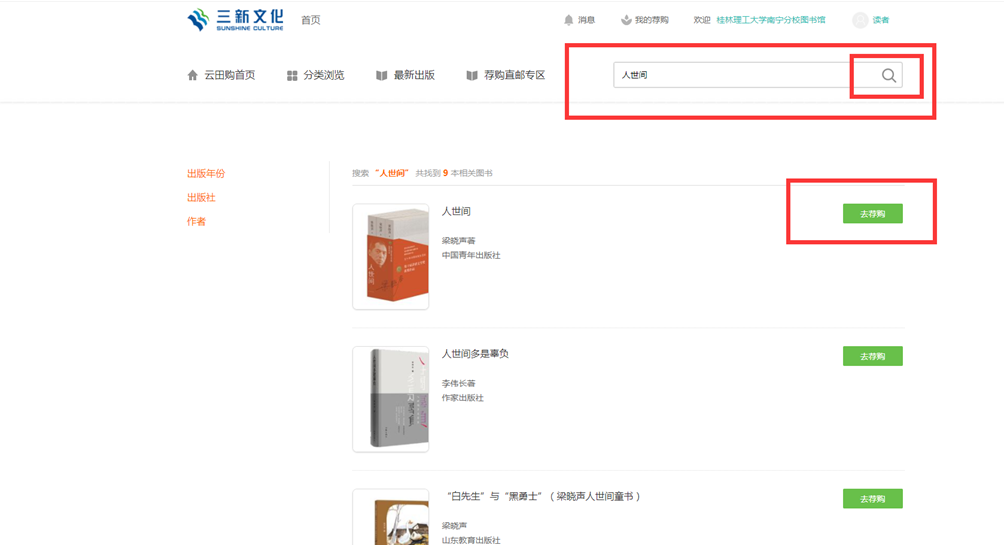 三新文化 首页
SUNSHINE CULTURE
消息 我的荐购 欢迎 桂林理工大学南宁分校图书馆 读者
云田购首页 分类浏览 最新出版 荐购直邮专区 人世间
出版年份
出版社
作者
搜索 “人世间” 共找到 9 本相关图书
人世间
去荐购
梁晓声著
中国青年出版社
人世间
人世间多是辜负
去荐购
李伟长著
作家出版社
“白先生”与“黑勇士”（梁晓声人世间童书）
去荐购
梁晓声
山东教育出版社